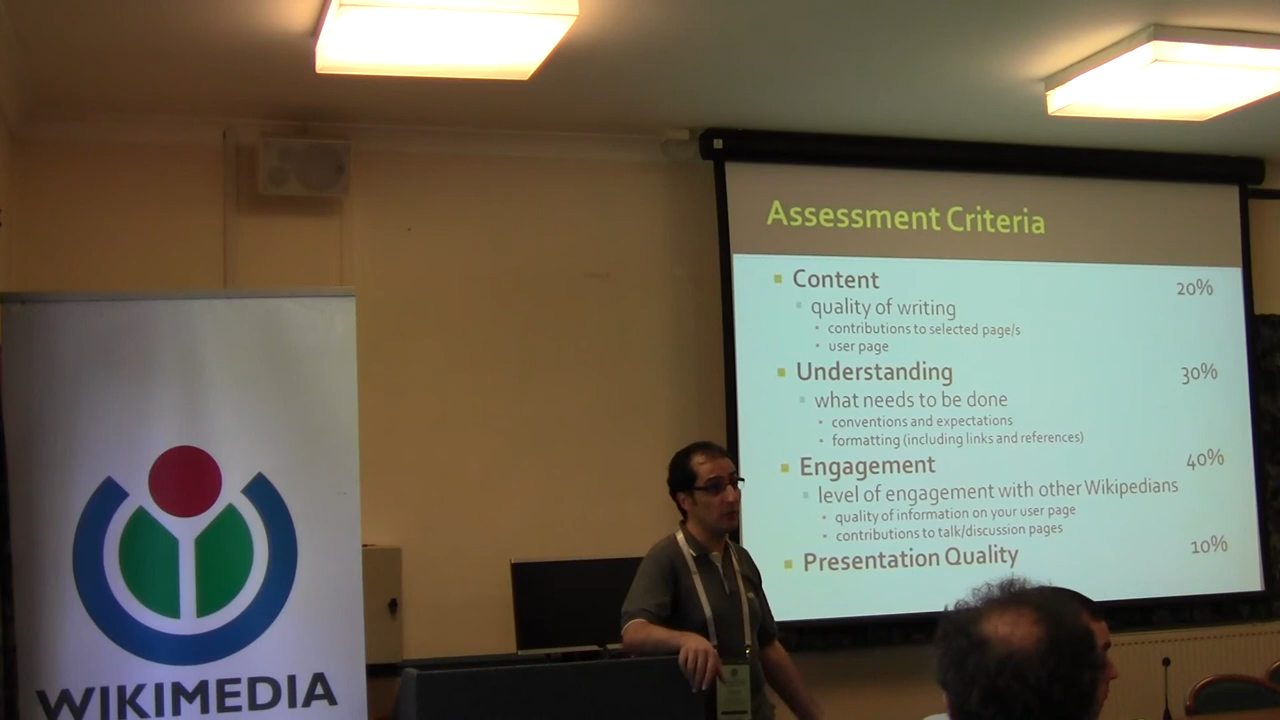 Assessment Criteria
Content 20%
quality of writing
contributions to selected page/s
user page
Understanding 30%
what needs to be done
conventions and expectations
formatting (including links and references)
Engagement 40%
level of engagement with other Wikipedians
quality of information on your user page
contributions to talk/discussion pages
Presentation Quality 10%
WIKIMEDIA